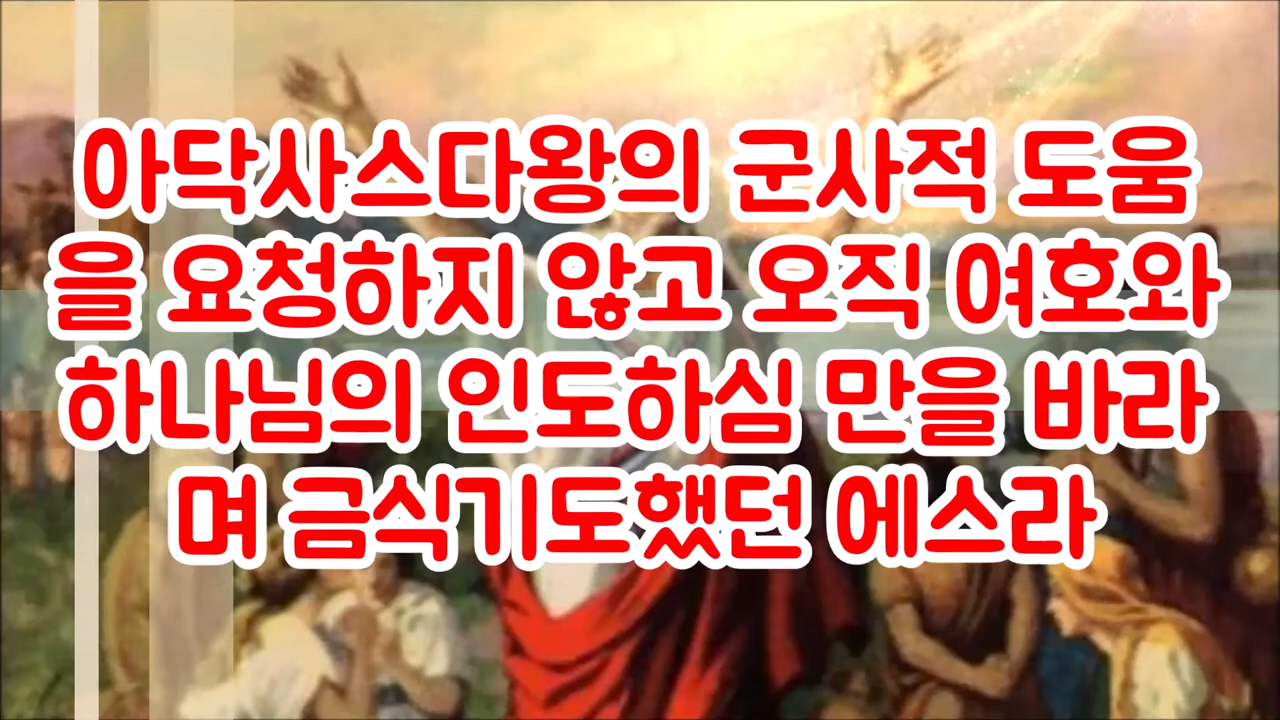 아닥사스다왕의 군사적 도움
을 요청하지 않고 오직 여호와
하나님의 인도하심 만을 바라
며 금식기도했던 에스라